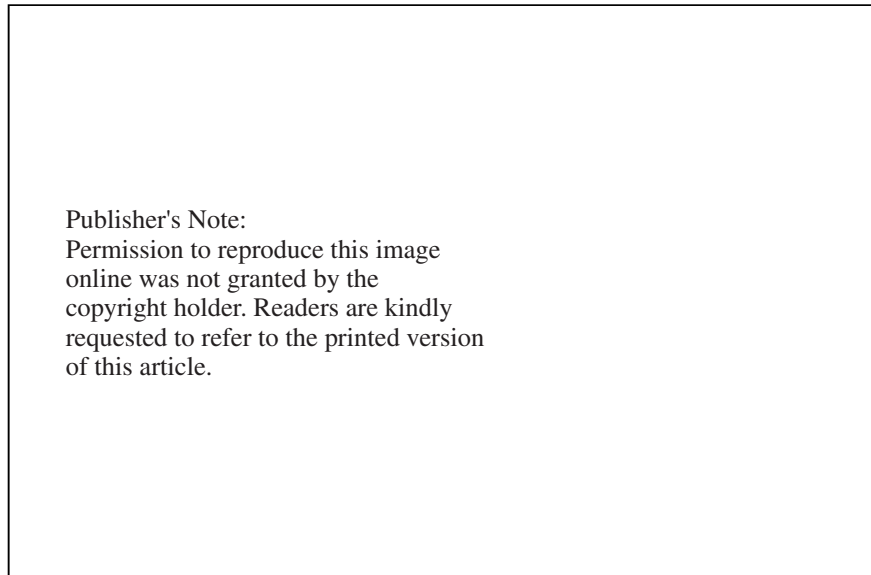 Publisher's Note:
Permission to reproduce this image
online was not granted by the
copyright holder. Readers are kindly
requested to refer to the printed version
of this article.